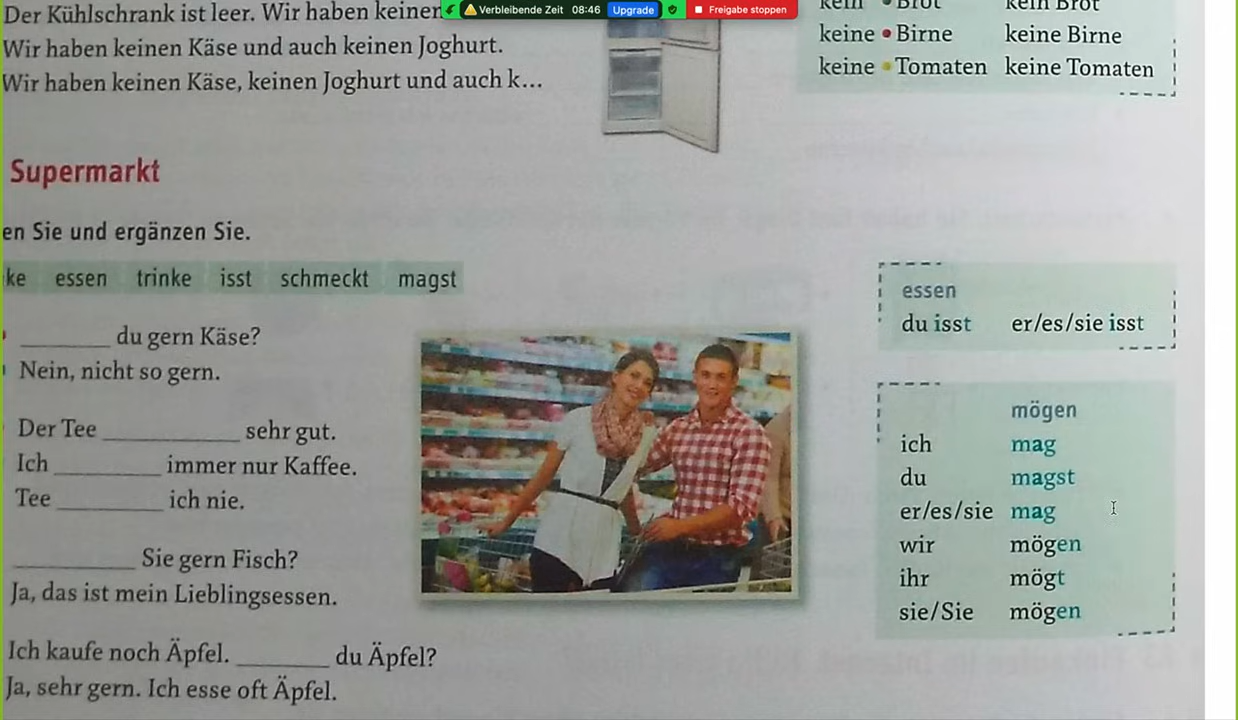 Verbleibende Zeit 08:46 Upgrade Freigabe stoppen
Der Kühlschrank ist leer. Wir haben keinen
Wir haben keinen Käse und auch keinen Joghurt.
Wir haben keinen Käse, keinen Joghurt und auch k...
kein • Brot kein Brot
keine • Birne keine Birne
keine • Tomaten keine Tomaten
Supermarkt
en Sie und ergänzen Sie.
ke essen trinke isst schmeckt magst
________ du gern Käse?
Nein, nicht so gern.
Der Tee ____________ sehr gut.
Ich __________ immer nur Kaffee.
Tee __________ ich nie.
___________ Sie gern Fisch?
Ja, das ist mein Lieblingsessen.
Ich kaufe noch Äpfel. ________ du Äpfel?
Ja, sehr gern. Ich esse oft Äpfel.
essen
du isst er/es/sie isst
mögen
ich mag
du magst
er/es/sie mag
wir mögen
ihr mögt
sie/Sie mögen